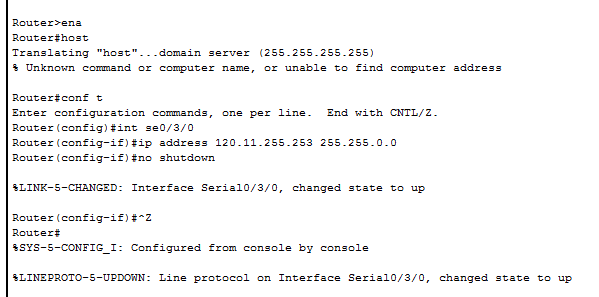 Router>ena
Router#host
Translating "host"...domain server (255.255.255.255)
% Unknown command or computer name, or unable to find computer address
Router#conf t
Enter configuration commands, one per line.  End with CNTL/Z.
Router(config)#int se0/3/0
Router(config-if)#ip address 120.11.255.253 255.255.0.0
Router(config-if)#no shutdown
%LINK-5-CHANGED: Interface Serial0/3/0, changed state to up
Router(config-if)#^Z
Router#
%SYS-5-CONFIG_I: Configured from console by console
%LINEPROTO-5-UPDOWN: Line protocol on Interface Serial0/3/0, changed state to up